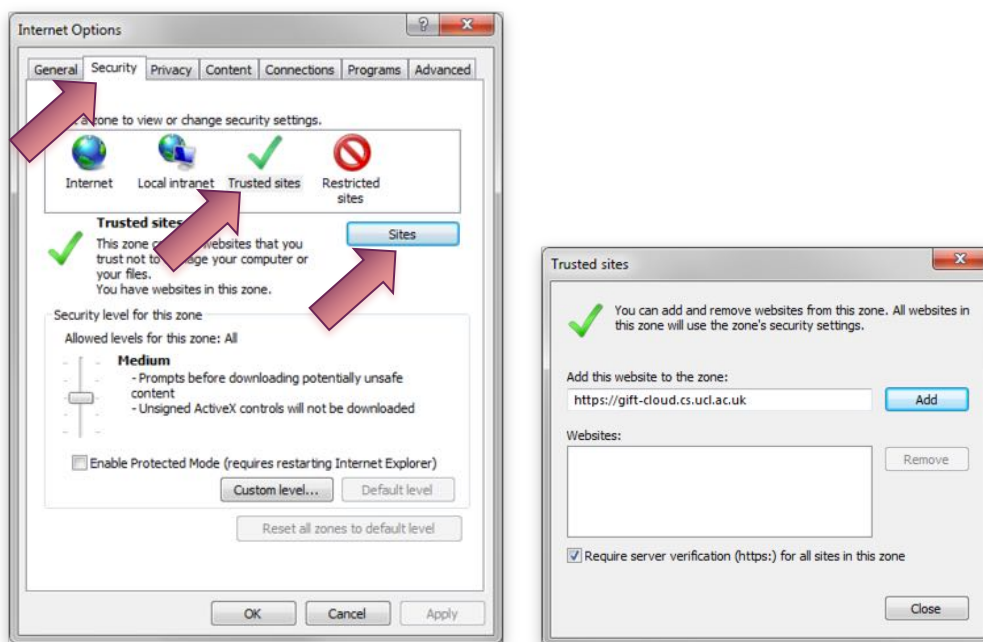 Internet Options
General Security Privacy Content Connections Programs Advanced
a zone to view or change security settings.
Internet Local intranet Trusted sites Restricted sites
Trusted sites
Sites
This zone websites that you
trust not to your computer or
your files.
You have websites in this zone.
Security level for this zone
Allowed levels for this zone: All
Medium
- Prompts before downloading potentially unsafe
content
- Unsigned ActiveX controls will not be downloaded
Enable Protected Mode (requires restarting Internet Explorer)
Custom level... Default level
Reset all zones to default level
OK Cancel Apply
Trusted sites
You can add and remove websites from this zone. All websites in
this zone will use the zone's security settings.
Add this website to the zone:
https://gift-cloud.cs.ucl.ac.uk Add
Websites:
Remove
Require server verification (https:) for all sites in this zone
Close